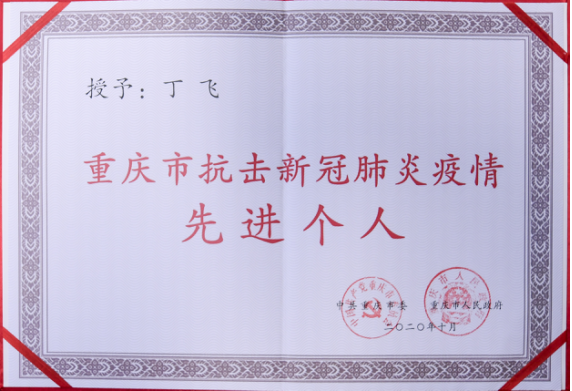 授予：丁飞
重庆市抗击新冠肺炎疫情
先进个人
中共重庆市委 重庆市人民政府
二〇二〇年十月